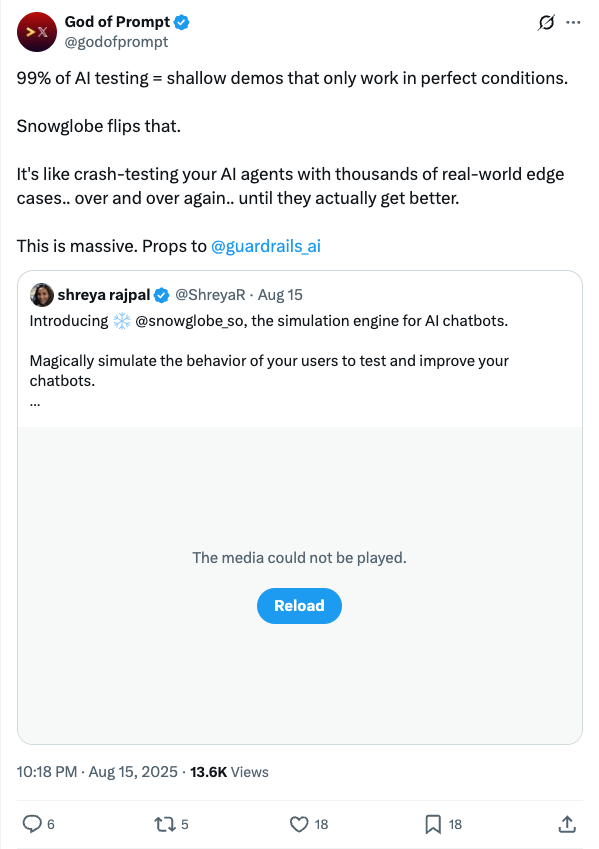 God of Prompt
@godofprompt
99% of AI testing = shallow demos that only work in perfect conditions.
Snowglobe flips that.
It's like crash-testing your AI agents with thousands of real-world edge
cases.. over and over again.. until they actually get better.
This is massive. Props to @guardrails_ai
shreya rajpal @ShreyaR · Aug 15
Introducing ❄️ @snowglobe_so, the simulation engine for AI chatbots.
Magically simulate the behavior of your users to test and improve your
chatbots.
...
The media could not be played.
Reload
10:18 PM · Aug 15, 2025 · 13.6K Views
6 5 18 18